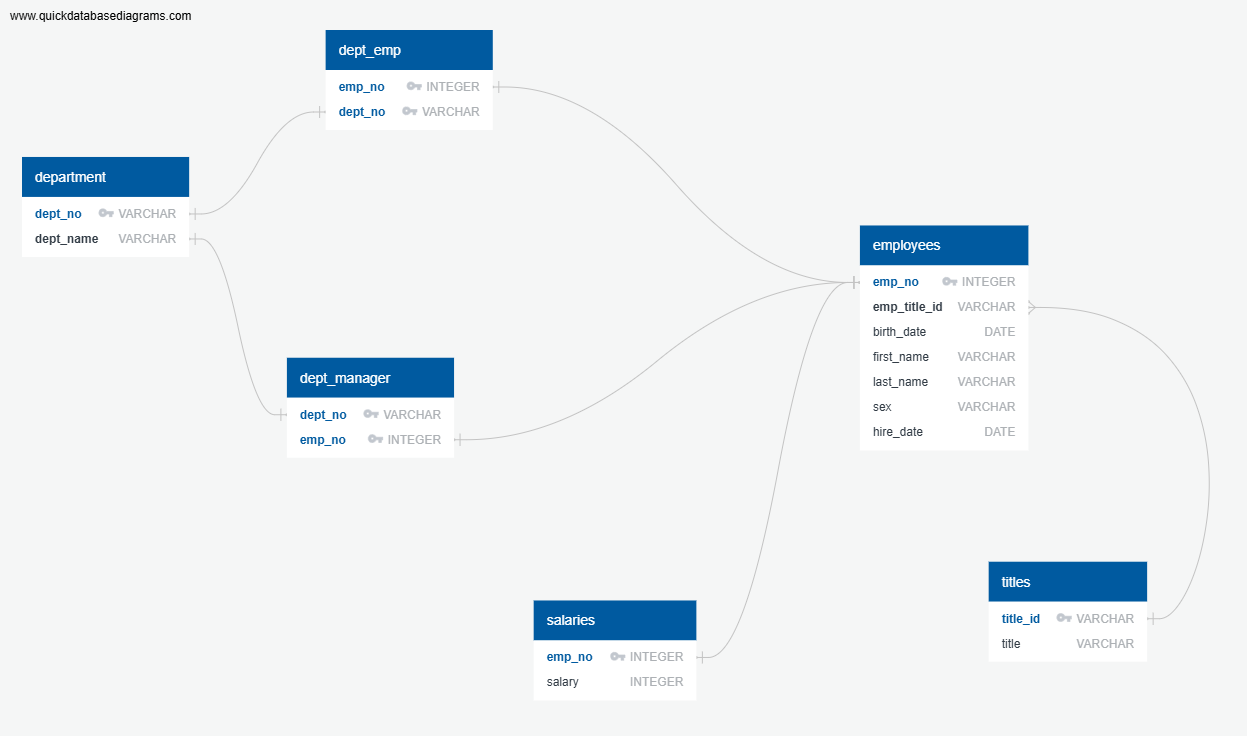 www.quickdatabasediagrams.com
dept_emp
emp_no INTEGER
dept_no VARCHAR
department
dept_no VARCHAR
dept_name VARCHAR
employees
emp_no INTEGER
emp_title_id VARCHAR
birth_date DATE
first_name VARCHAR
last_name VARCHAR
sex VARCHAR
hire_date DATE
dept_manager
dept_no VARCHAR
emp_no INTEGER
titles
title_id VARCHAR
title VARCHAR
salaries
emp_no INTEGER
salary INTEGER